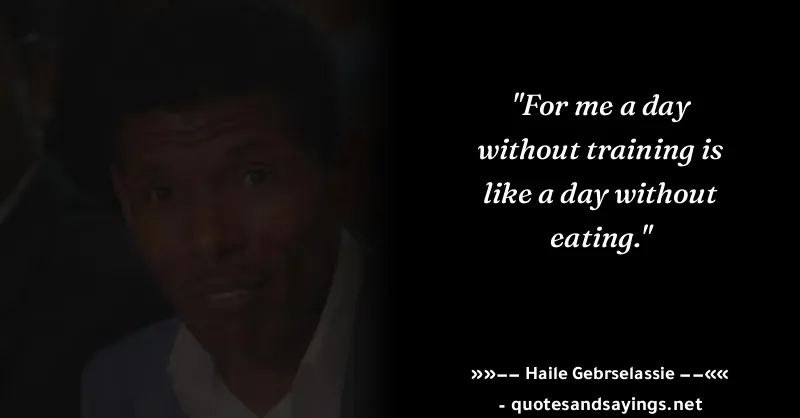 "For me a day
without training is
like a day without
eating."
»»–– Haile Gebrselassie ––««
- quotesandsayings.net